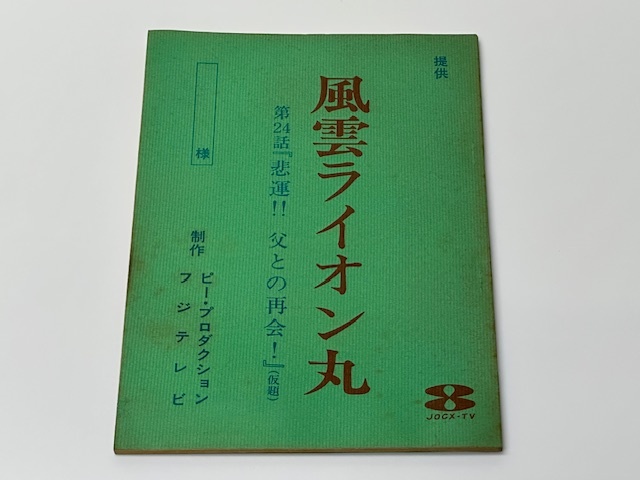 提供
風雲ライオン丸
第24話『悲運!! 父との再会!』(仮題)
様
制作
ピー・プロダクション
フジテレビ
JOCX-TV